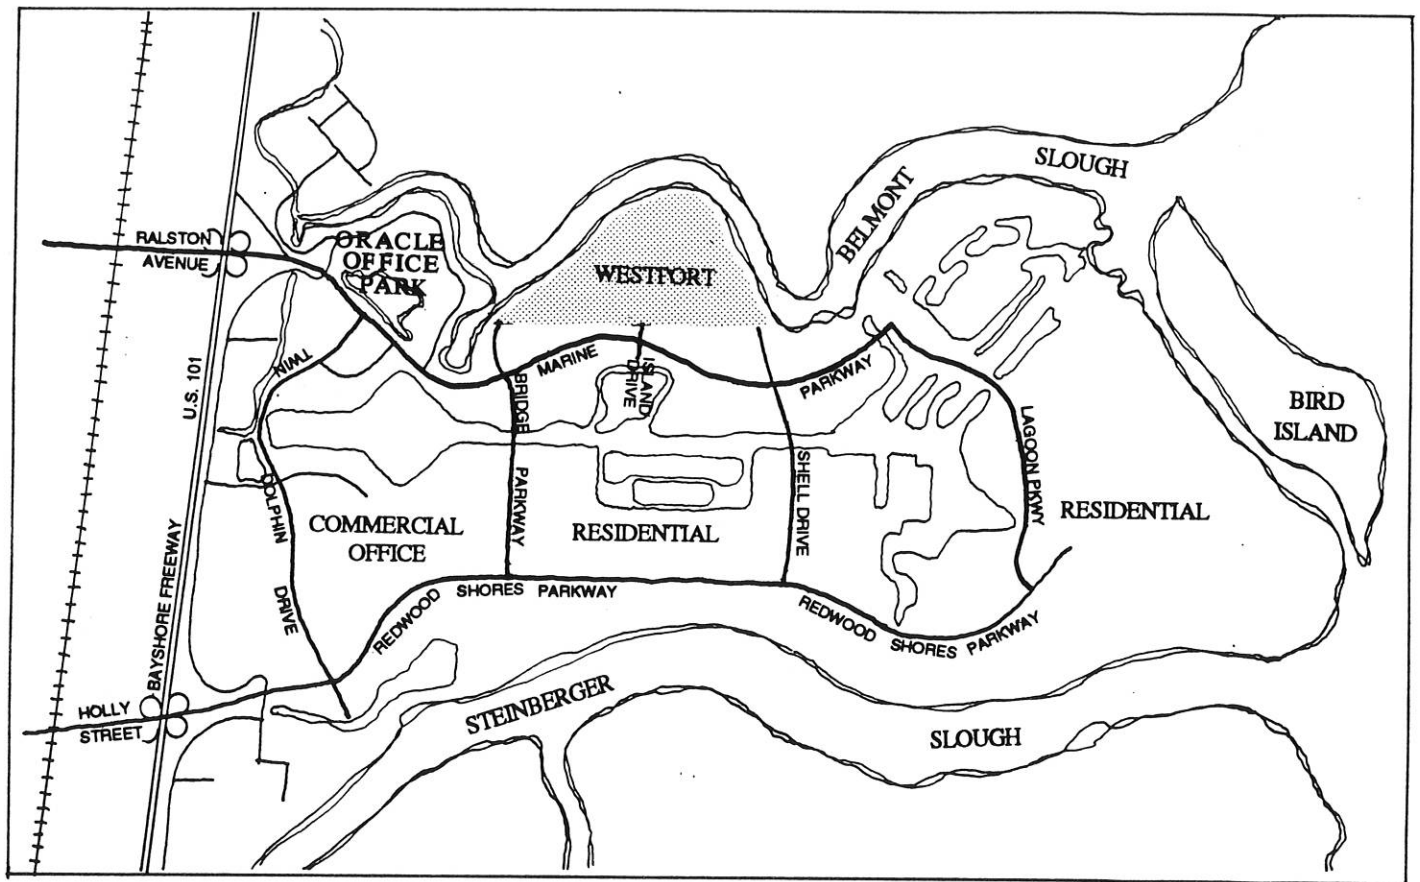 SLOUGH
BELMONT
RALSTON
AVENUE
ORACLE
OFFICE
PARK
WESTPORT
U.S. 101
TWIN
DOLPHIN
DRIVE
MARINE
PARKWAY
ISLAND
DRIVE
BRIDGE
PARKWAY
SHELL DRIVE
LAGOON PKWY
BIRD
ISLAND
COMMERCIAL
OFFICE
RESIDENTIAL
RESIDENTIAL
BAYSHORE FREEWAY
REDWOOD
SHORES PARKWAY
REDWOOD
SHORES PARKWAY
HOLLY
STREET
STEINBERGER
SLOUGH